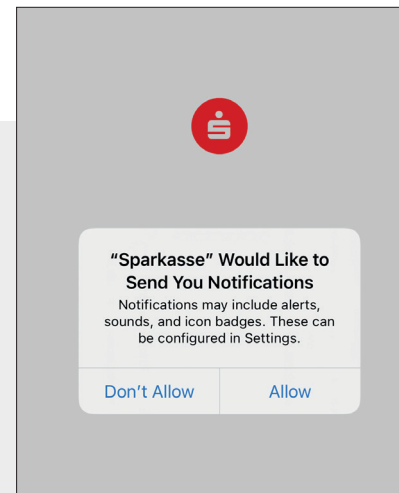 “Sparkasse” Would Like to
Send You Notifications
Notifications may include alerts,
sounds, and icon badges. These can
be configured in Settings.
Don’t Allow
Allow